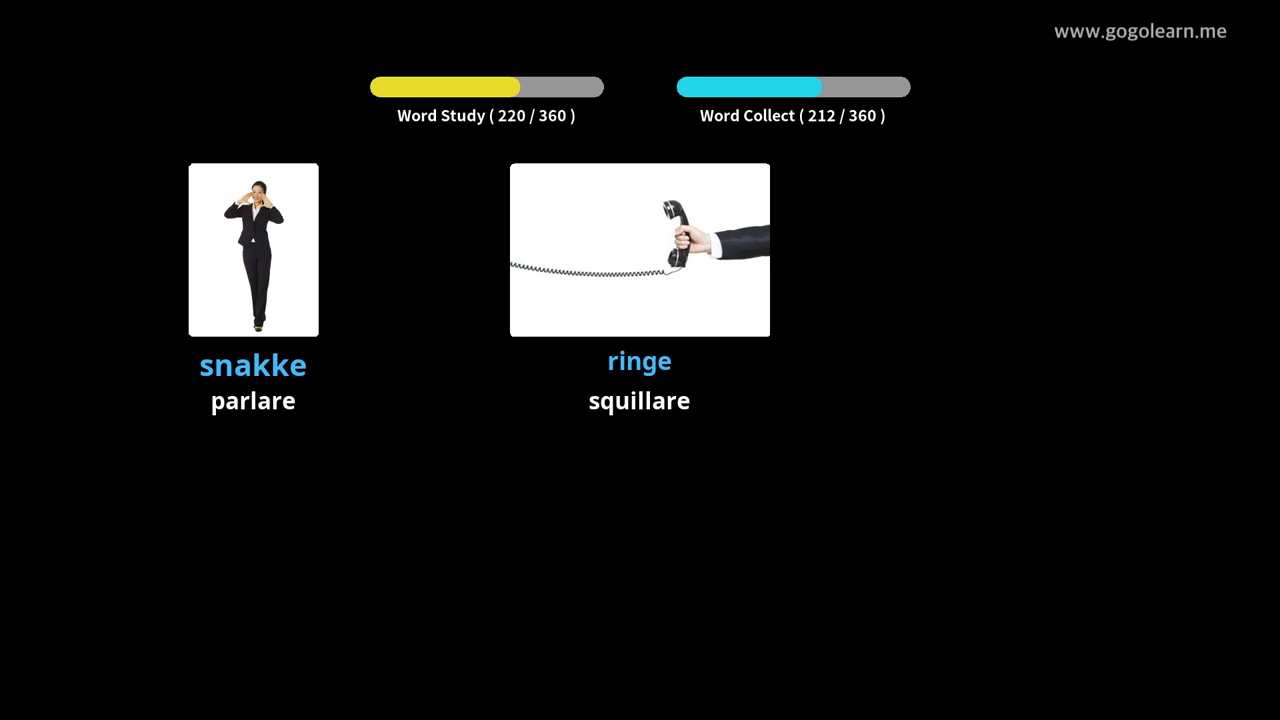 www.gogolearn.me
Word Study ( 220 / 360 )
Word Collect ( 212 / 360 )
snakke
parlare
ringe
squillare